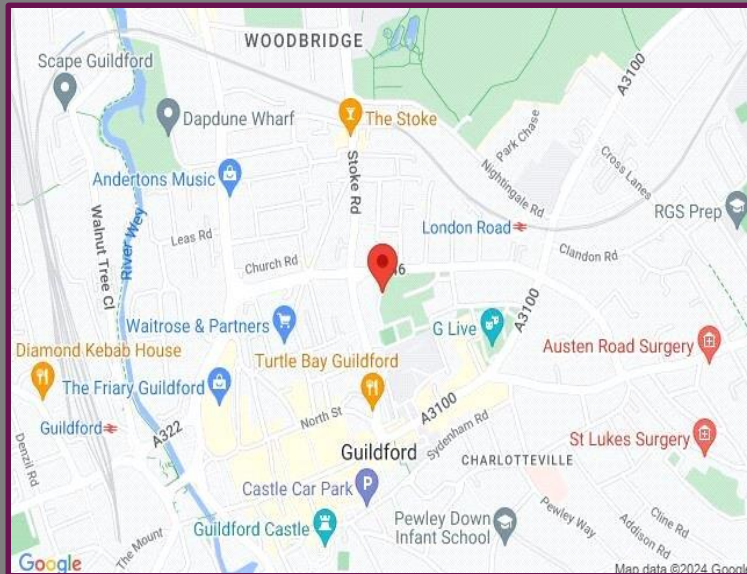 WOODBRIDGE
A3100
Scape Guildford
The Stoke
Dapdune Wharf
Park Chase
Cross Lanes
Stoke Rd
Nightingale Rd
Andertons Music
RGS Prep
River Wey
Walnut Tree Cl
Leas Rd
London Road
Clandon Rd
Church Rd
46
A3100
Waitrose & Partners
G Live
Austen Road Surgery
Diamond Kebab House
Turtle Bay Guildford
The Friary Guildford
North St
A3100
Guildford
A322
Sydenham Rd
St Lukes Surgery
Denzil Rd
Guildford
CHARLOTTEVILLE
Castle Car Park
P
Pewley Way
Cline Rd
Guildford Castle
Pewley Down
Infant School
Addison Rd
The Mount
Google
Map data ©2024 Google